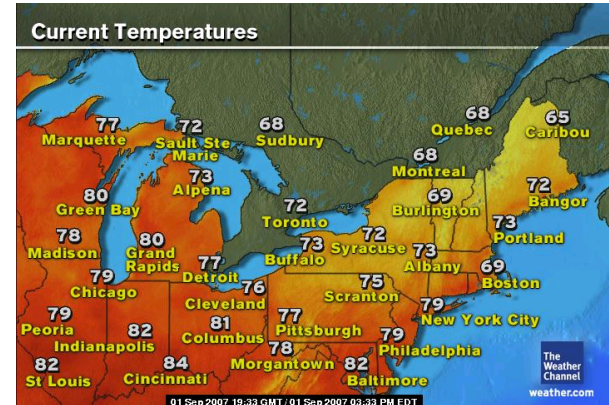 Current Temperatures
68
Quebec
65
Caribou
77
Marquette
72
Sault Ste
Marie
68
Sudbury
68
Montreal
73
Alpena
72
Bangor
80
Green Bay
72
Toronto
69
Burlington
73
Portland
78
Madison
80
Grand
Rapids
73
Buffalo
72
Syracuse
73
Albany
69
Boston
79
Chicago
77
Detroit
76
Cleveland
75
Scranton
79
New York City
79
Peoria
82
Indianapolis
81
Columbus
77
Pittsburgh
79
Philadelphia
82
St Louis
84
Cincinnati
78
Morgantown
82
Baltimore
The
Weather
Channel
weather.com
01 Sep 2007 19:33 GMT / 01 Sep 2007 03:33 PM EDT